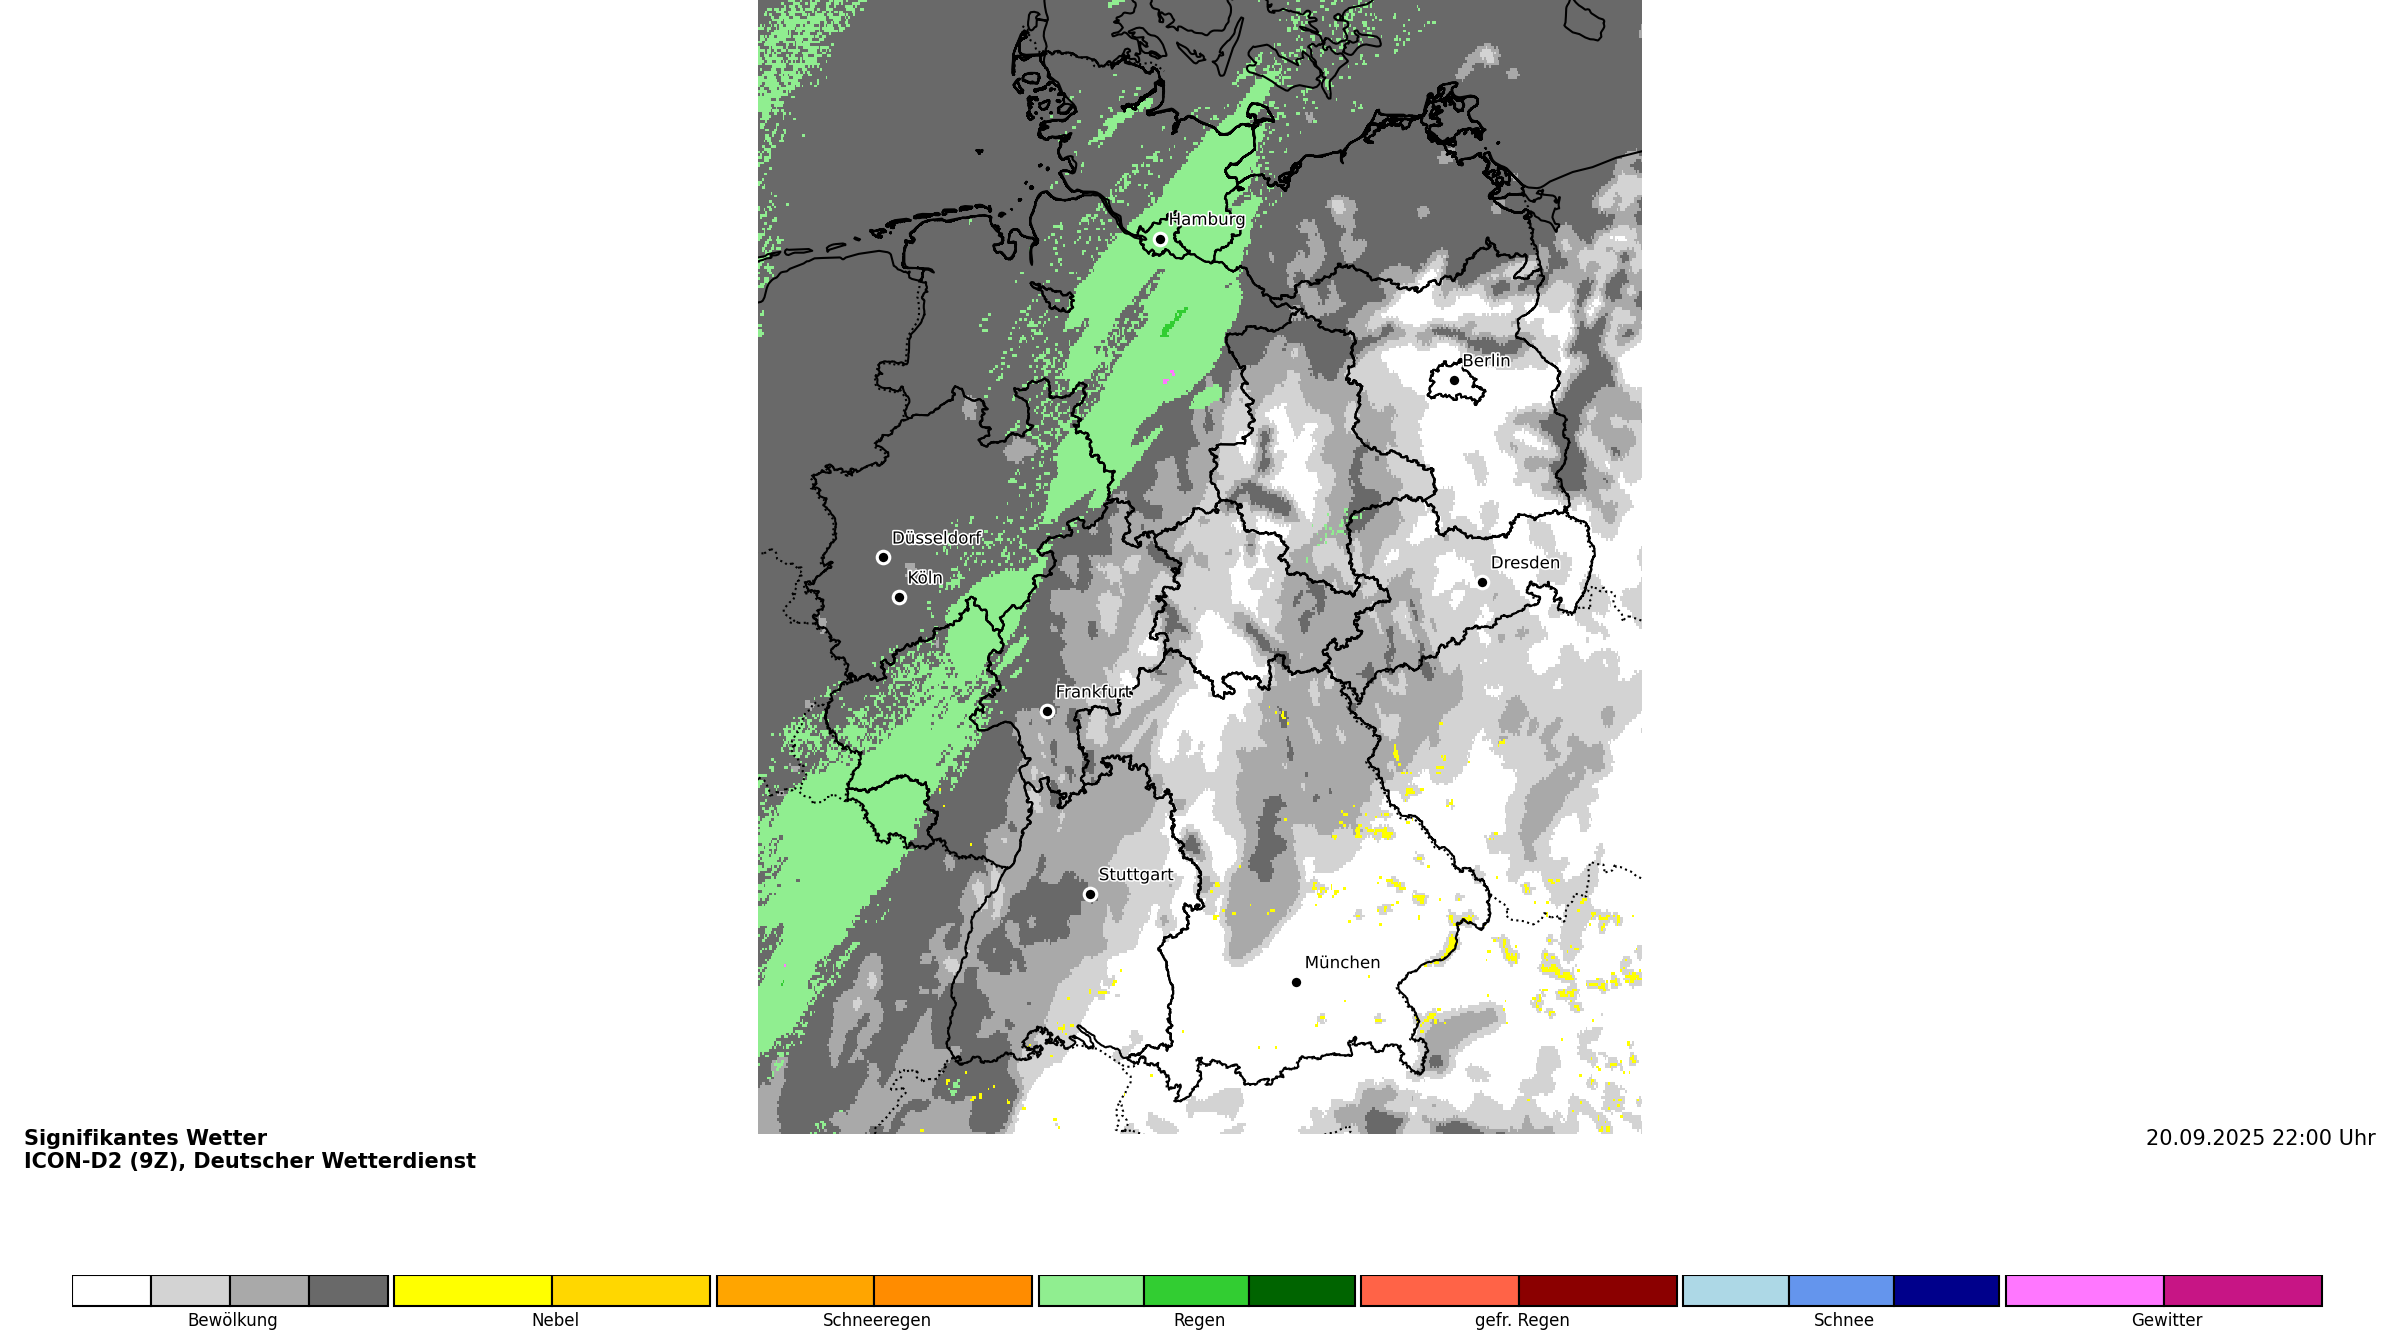 Hamburg
Berlin
Düsseldorf
Köln
Dresden
Frankfurt
Stuttgart
München
Signifikantes Wetter
ICON-D2 (9Z), Deutscher Wetterdienst
20.09.2025 22:00 Uhr
Bewölkung
Nebel
Schneeregen
Regen
gefr. Regen
Schnee
Gewitter